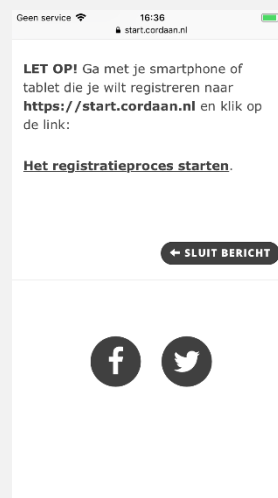 Geen service 16:36
start.cordaan.nl
LET OP! Ga met je smartphone of
tablet die je wilt registreren naar
https://start.cordaan.nl en klik op
de link:
Het registratieproces starten.
← SLUIT BERICHT